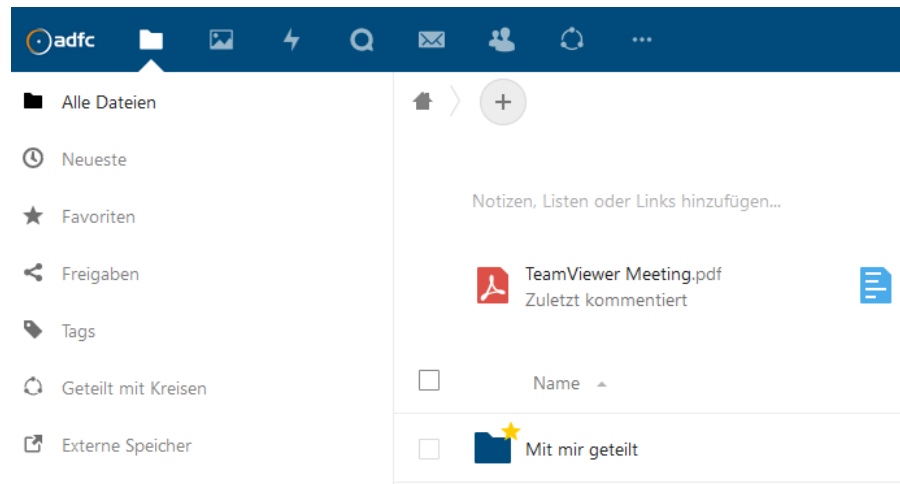 adfc
Alle Dateien
Neueste
Favoriten
Freigaben
Tags
Geteilt mit Kreisen
Externe Speicher
Notizen, Listen oder Links hinzufügen...
TeamViewer Meeting.pdf
Zuletzt kommentiert
Name
Mit mir geteilt